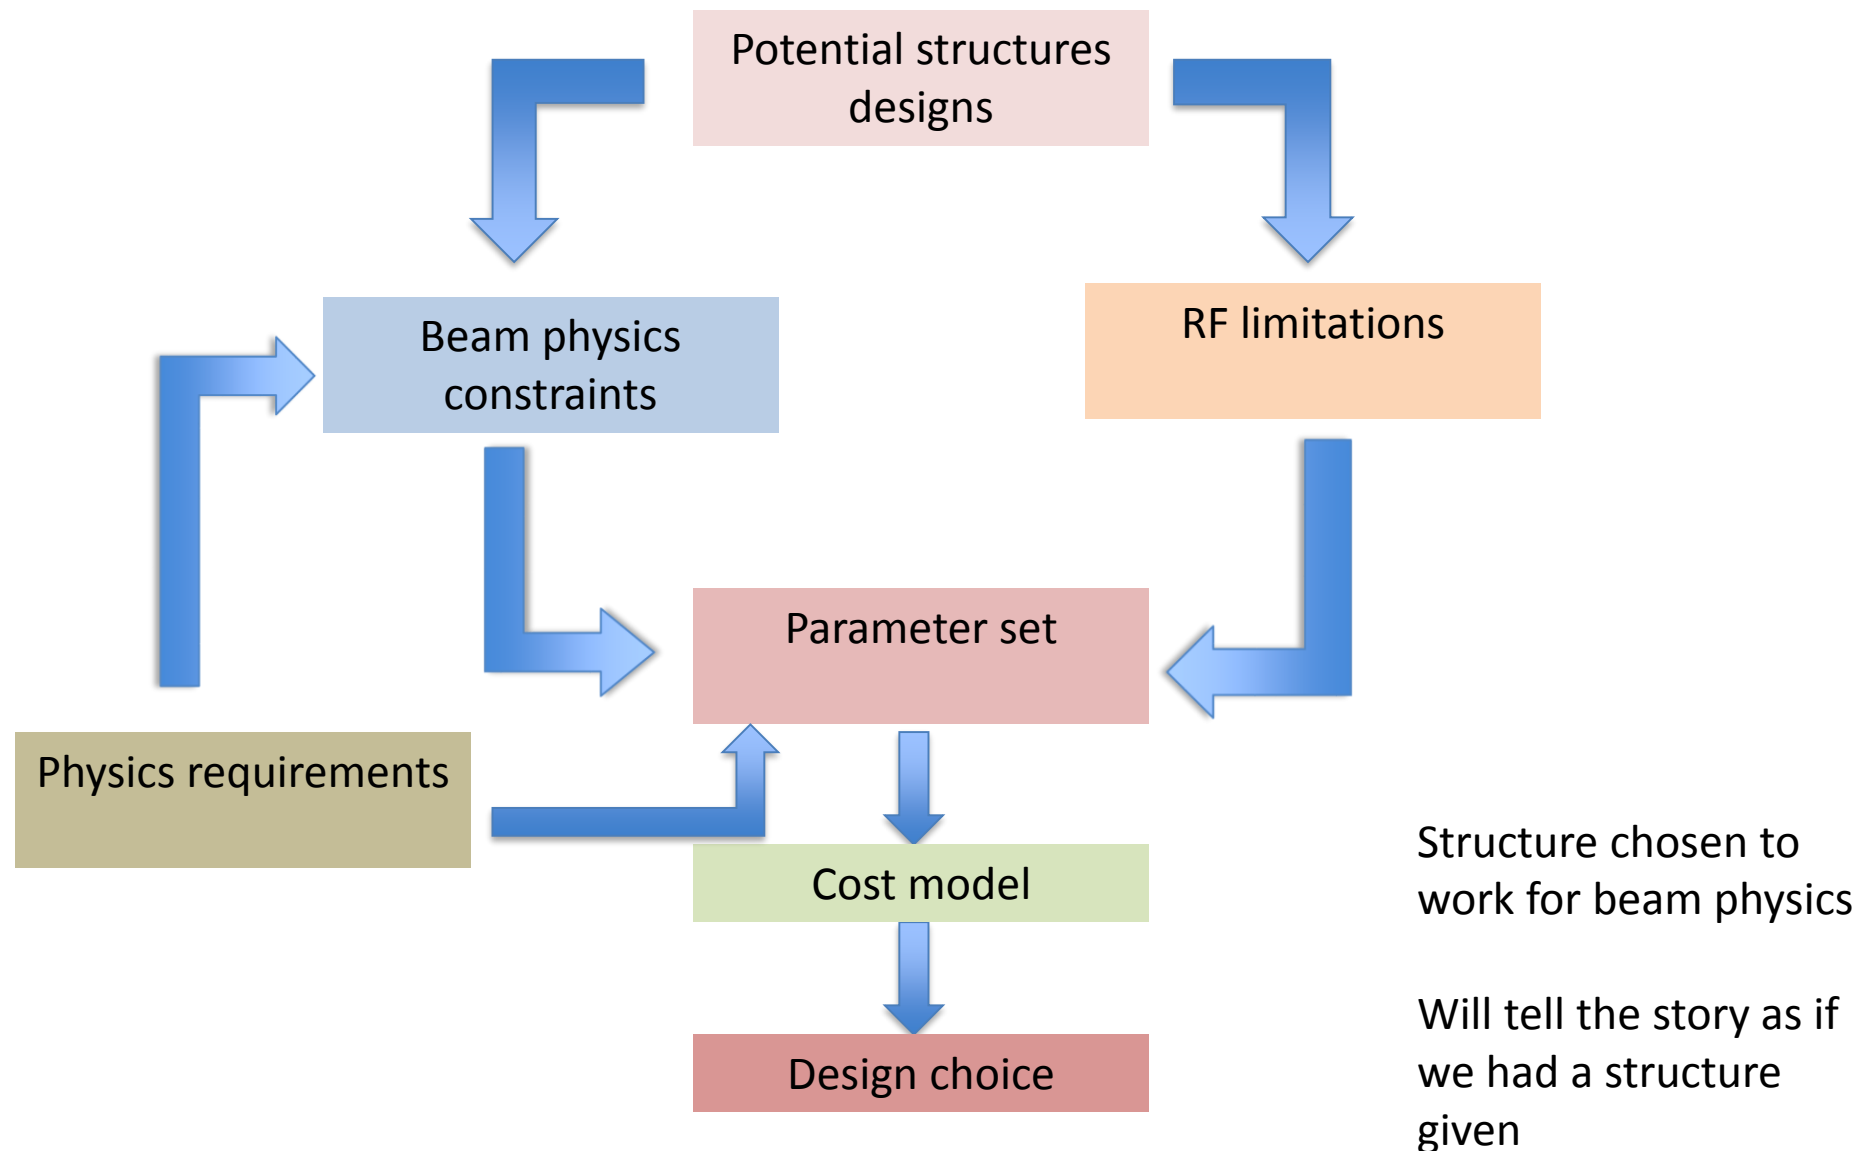 Potential structures
designs
Beam physics
constraints
RF limitations
Parameter set
Physics requirements
Cost model
Design choice
Structure chosen to
work for beam physics
Will tell the story as if
we had a structure
given